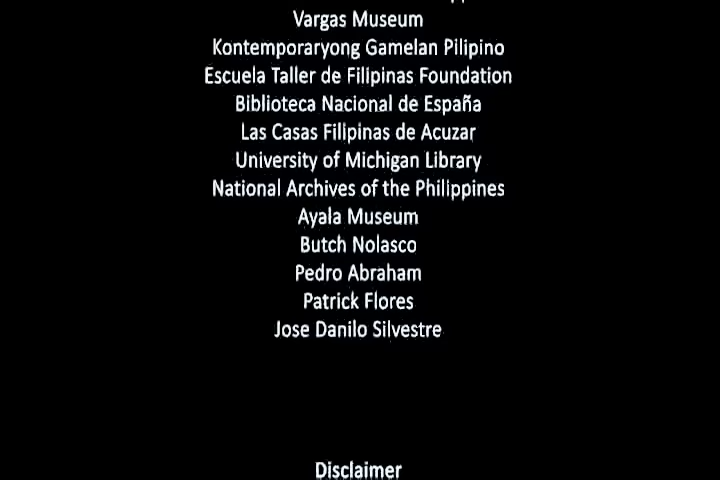 Vargas Museum
Kontemporaryong Gamelan Pilipino
Escuela Taller de Filipinas Foundation
Biblioteca Nacional de España
Las Casas Filipinas de Acuzar
University of Michigan Library
National Archives of the Philippines
Ayala Museum
Butch Nolasco
Pedro Abraham
Patrick Flores
Jose Danilo Silvestre
Disclaimer